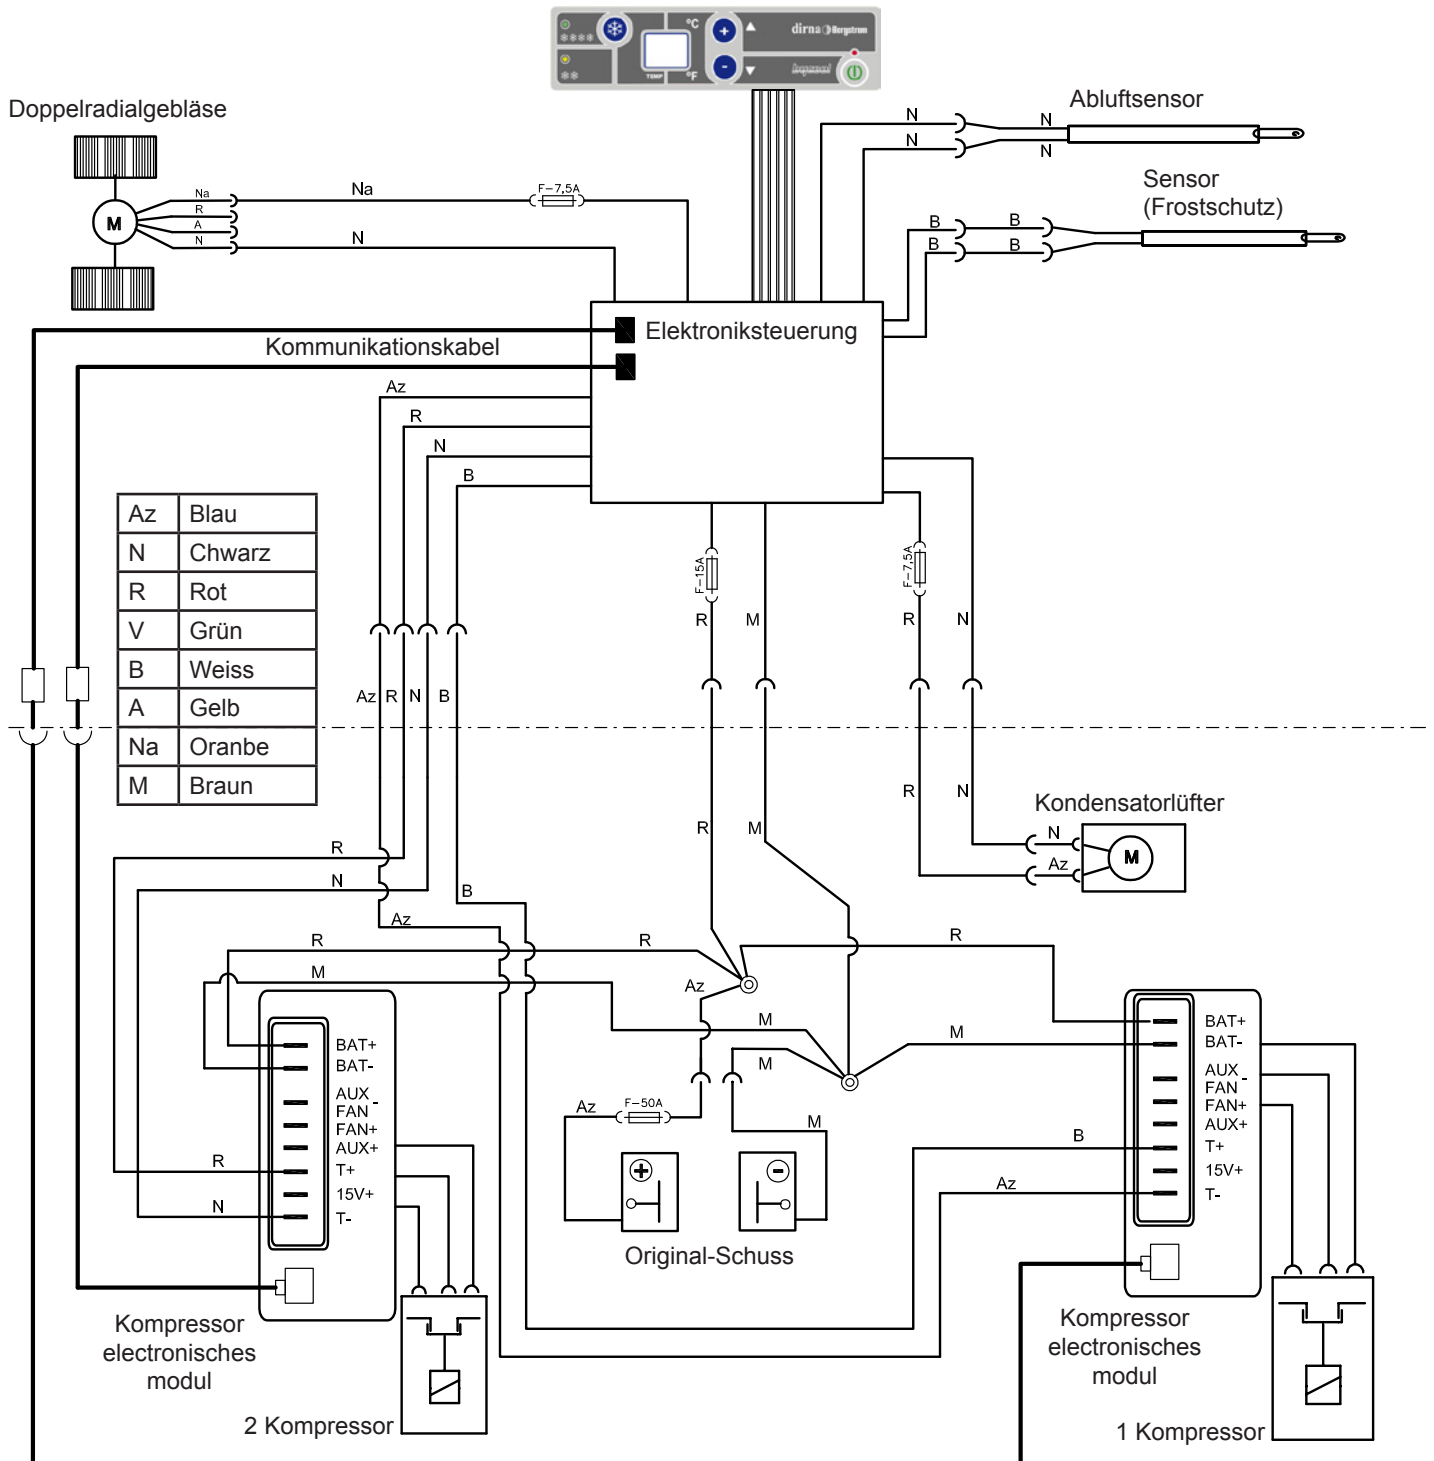 °C
dirna Bergstrom
TEMP
°F
Doppelradialgebläse
Abluftsensor
Sensor
(Frostschutz)
Na
R
A
N
M
Na
N
F-7,5A
N
N
N
N
B
B
B
B
Elektroniksteuerung
Kommunikationskabel
Az
R
N
B
Az Blau
N Chwarz
R Rot
V Grün
B Weiss
A Gelb
Na Oranbe
M Braun
F-15A
F-7,5A
R
M
R
N
Az
R
N
B
R
N
R
M
Kondensatorlüfter
N
Az
M
R
N
B
Az
R
R
R
M
Az
M
M
M
BAT+
BAT-
AUX
FAN -
FAN+
AUX+
T+
15V+
T-
R
N
Az
F-50A
M
Original-Schuss
B
Az
BAT+
BAT-
AUX
FAN -
FAN+
AUX+
T+
15V+
T-
Kompressor
electronisches
modul
2 Kompressor
Kompressor
electronisches
modul
1 Kompressor